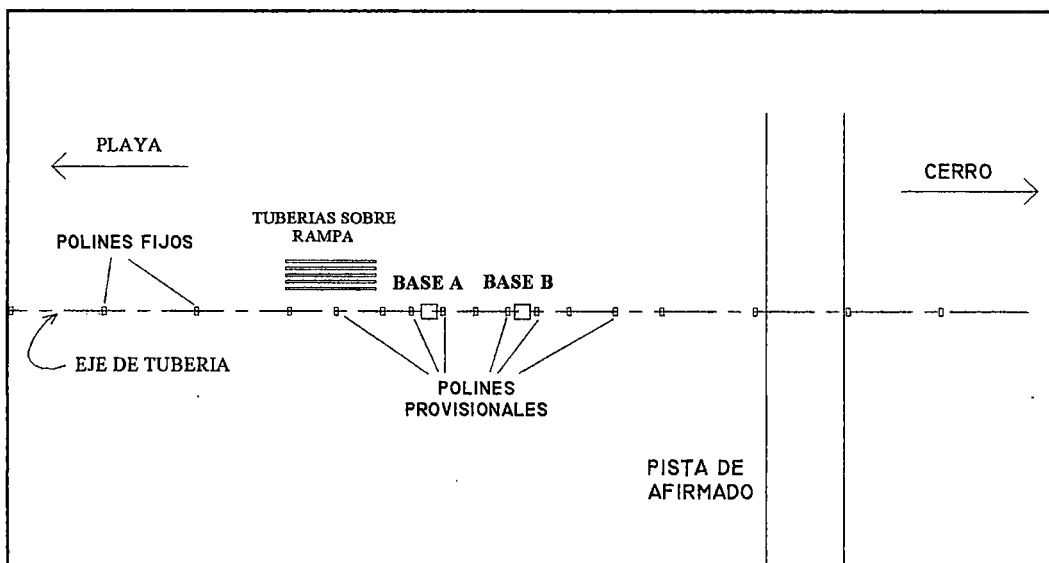 PLAYA
CERRO
TUBERIAS SOBRE
RAMPA
POLINES FIJOS
BASE A
BASE B
EJE DE TUBERIA
POLINES
PROVISIONALES
PISTA DE
AFIRMADO